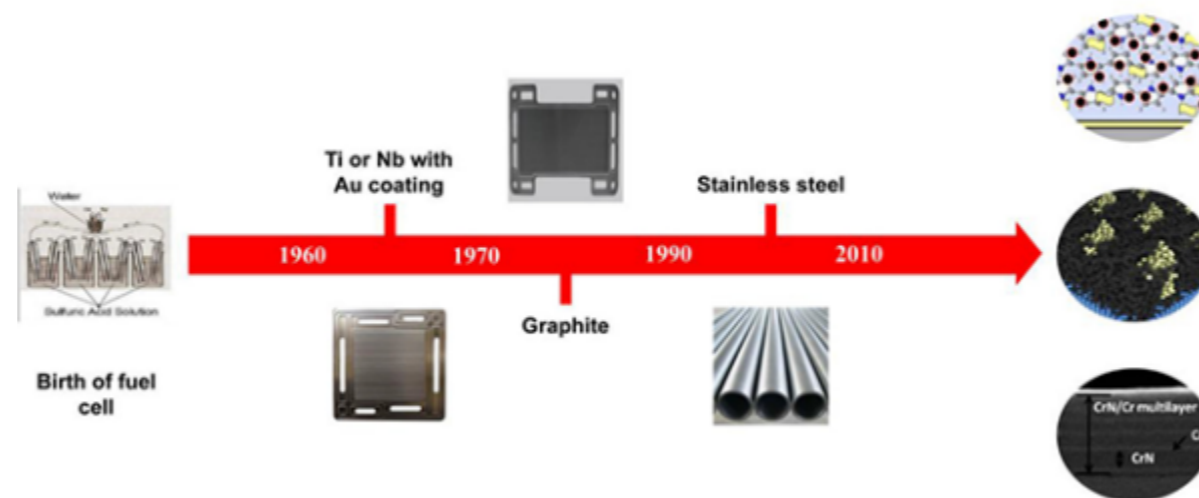 Water
Sulfuric Acid Solution
Birth of fuel
cell
Ti or Nb with
Au coating
Stainless steel
1960
1970
1990
2010
Graphite
CrN/Cr multilayer
C
CrN